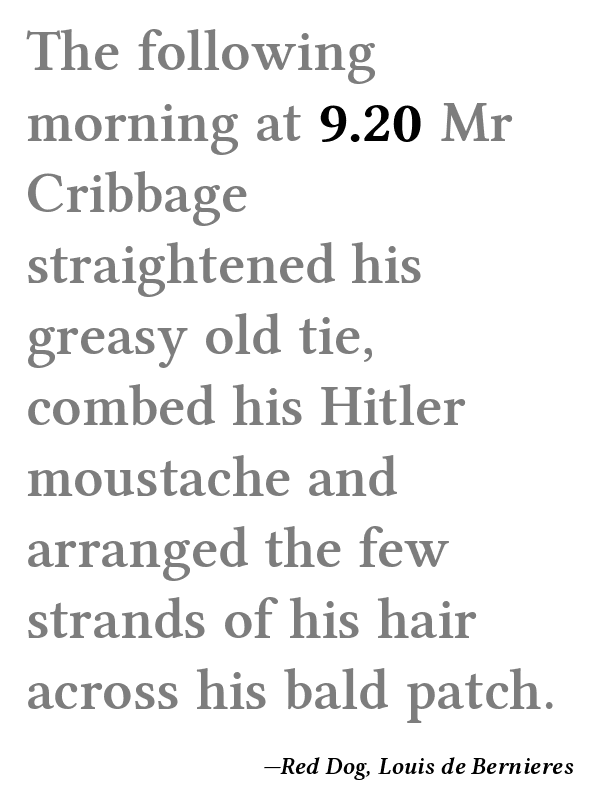 The following
morning at 9.20 Mr
Cribbage
straightened his
greasy old tie,
combed his Hitler
moustache and
arranged the few
strands of his hair
across his bald patch.
—Red Dog, Louis de Bernieres